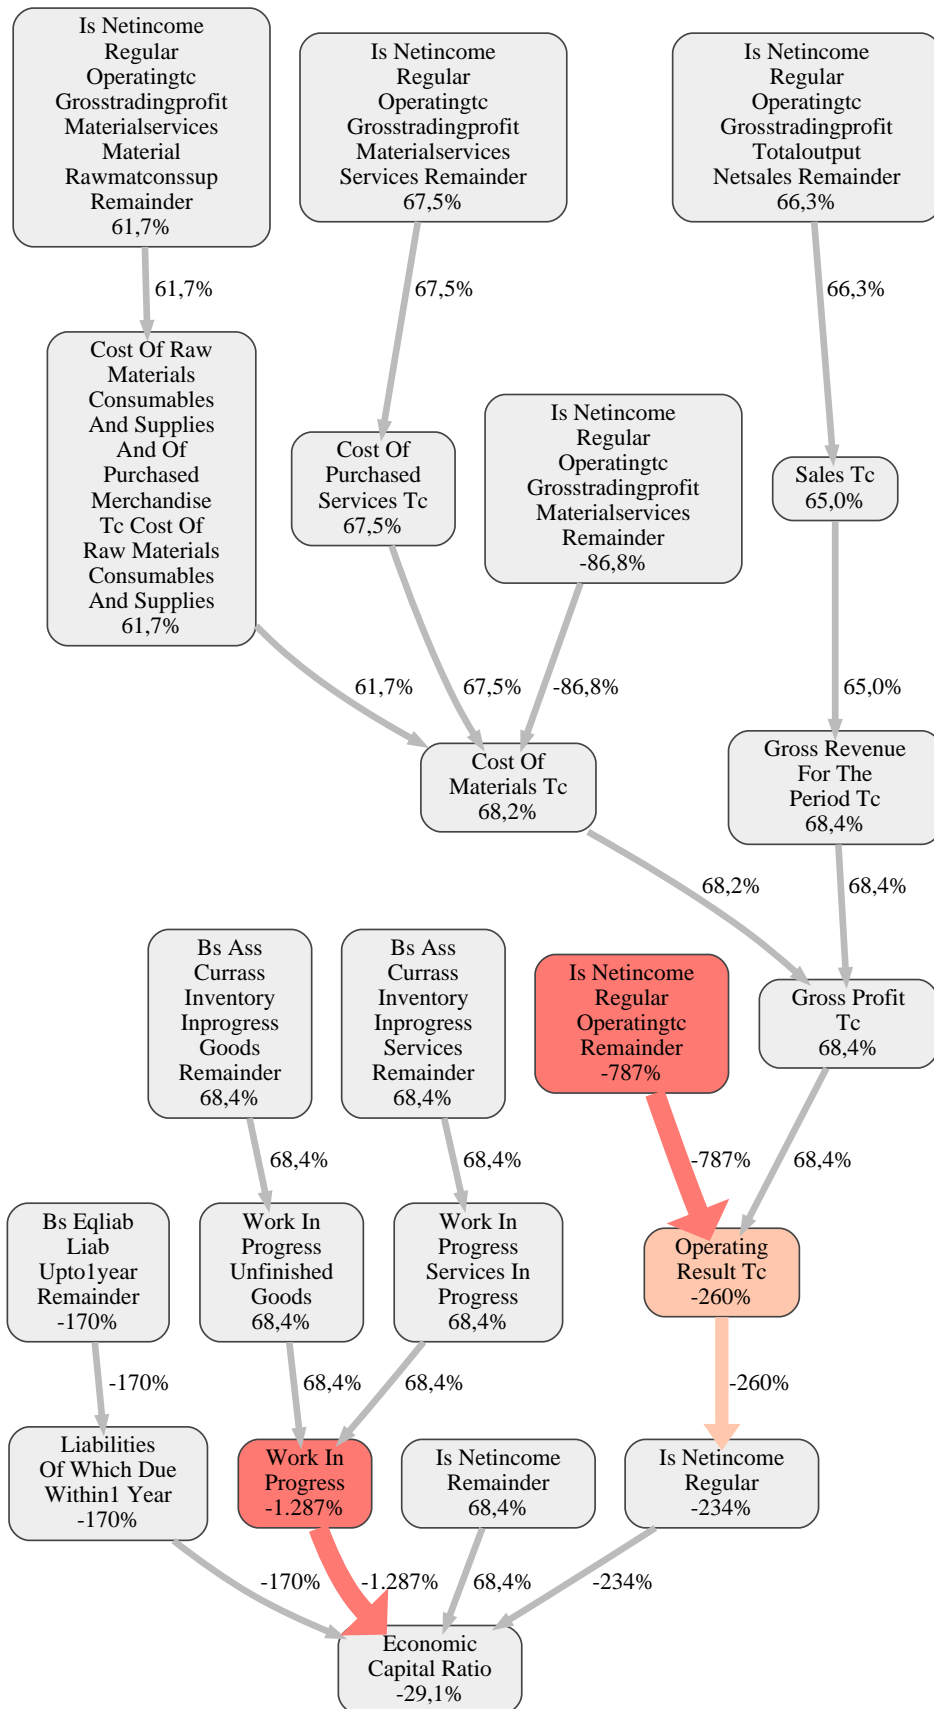 Is Netincome
Regular
Operatingtc
Grosstradingprofit
Materialservices
Material
Rawmatconssup
Remainder
61,7%
Is Netincome
Regular
Operatingtc
Grosstradingprofit
Materialservices
Services Remainder
67,5%
Is Netincome
Regular
Operatingtc
Grosstradingprofit
Totaloutput
Netsales Remainder
66,3%
61,7%
67,5%
66,3%
Cost Of Raw
Materials
Consumables
And Supplies
And Of
Purchased
Merchandise
Tc Cost Of
Raw Materials
Consumables
And Supplies
61,7%
Cost Of
Purchased
Services Tc
67,5%
Is Netincome
Regular
Operatingtc
Grosstradingprofit
Materialservices
Remainder
-86,8%
Sales Tc
65,0%
61,7%
67,5%
-86,8%
65,0%
Cost Of
Materials Tc
68,2%
Gross Revenue
For The
Period Tc
68,4%
68,2%
68,4%
Bs Ass
Currass
Inventory
Inprogress
Goods
Remainder
68,4%
Bs Ass
Currass
Inventory
Inprogress
Services
Remainder
68,4%
Is Netincome
Regular
Operatingtc
Remainder
-787%
Gross Profit
Tc
68,4%
68,4%
68,4%
-787%
68,4%
Bs Eqliab
Liab
Upto1year
Remainder
-170%
Work In
Progress
Unfinished
Goods
68,4%
Work In
Progress
Services In
Progress
68,4%
Operating
Result Tc
-260%
-170%
68,4%
68,4%
-260%
Liabilities
Of Which Due
Within1 Year
-170%
Work In
Progress
-1.287%
Is Netincome
Remainder
68,4%
Is Netincome
Regular
-234%
-170%
-1.287%
68,4%
-234%
Economic
Capital Ratio
-29,1%